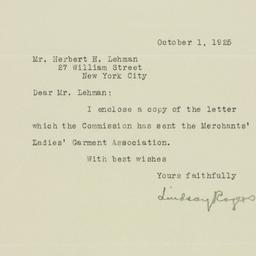 October 1, 1925
Mr. Herbert H. Lehman
27 William Street
New York City
Dear Mr. Lehman:
I enclose a copy of the letter
which the Commission has sent the Merchants'
Ladies' Garment Association.
With best wishes
Yours faithfully
Lindsay Rogers